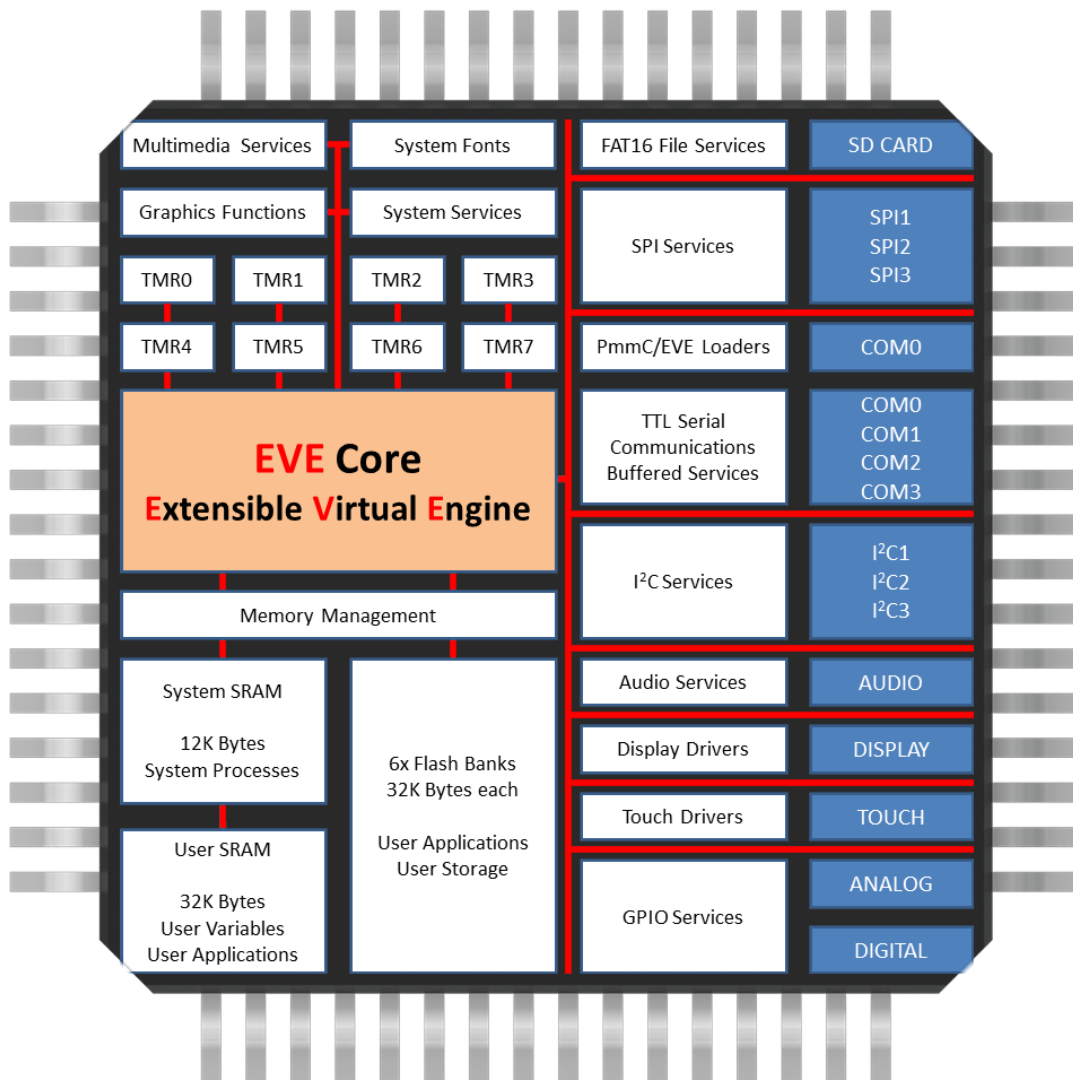 Multimedia Services
System Fonts
Graphics Functions
System Services
TMR0
TMR1
TMR2
TMR3
TMR4
TMR5
TMR6
TMR7
EVE Core
Extensible Virtual Engine
Memory Management
System SRAM
12K Bytes
System Processes
User SRAM
32K Bytes
User Variables
User Applications
6x Flash Banks
32K Bytes each
User Applications
User Storage
FAT16 File Services
SD CARD
SPI Services
SPI1
SPI2
SPI3
PmmC/EVE Loaders
COM0
TTL Serial
Communications
Buffered Services
COM0
COM1
COM2
COM3
I²C Services
I²C1
I²C2
I²C3
Audio Services
AUDIO
Display Drivers
DISPLAY
Touch Drivers
TOUCH
GPIO Services
ANALOG
DIGITAL